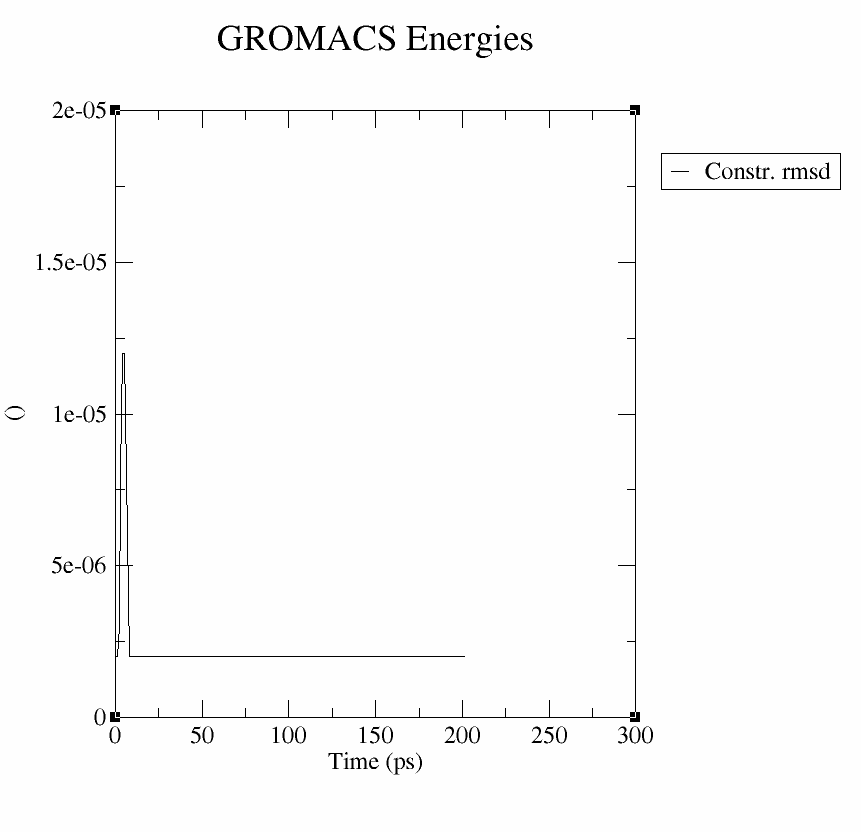 GROMACS Energies
2e-05
1.5e-05
1e-05
5e-06
0
()
0 50 100 150 200 250 300
Time (ps)
Constr. rmsd